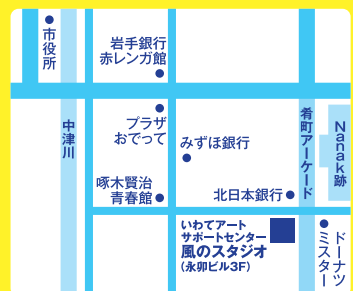 市役所
岩手銀行
赤レンガ館
中津川
プラザ
おでって
みずほ銀行
肴町アーケード
Nanak跡
啄木賢治
青春館
北日本銀行
いわてアート
サポートセンター
風のスタジオ
(永卯ビル3F)
ドーナツ
ミスター